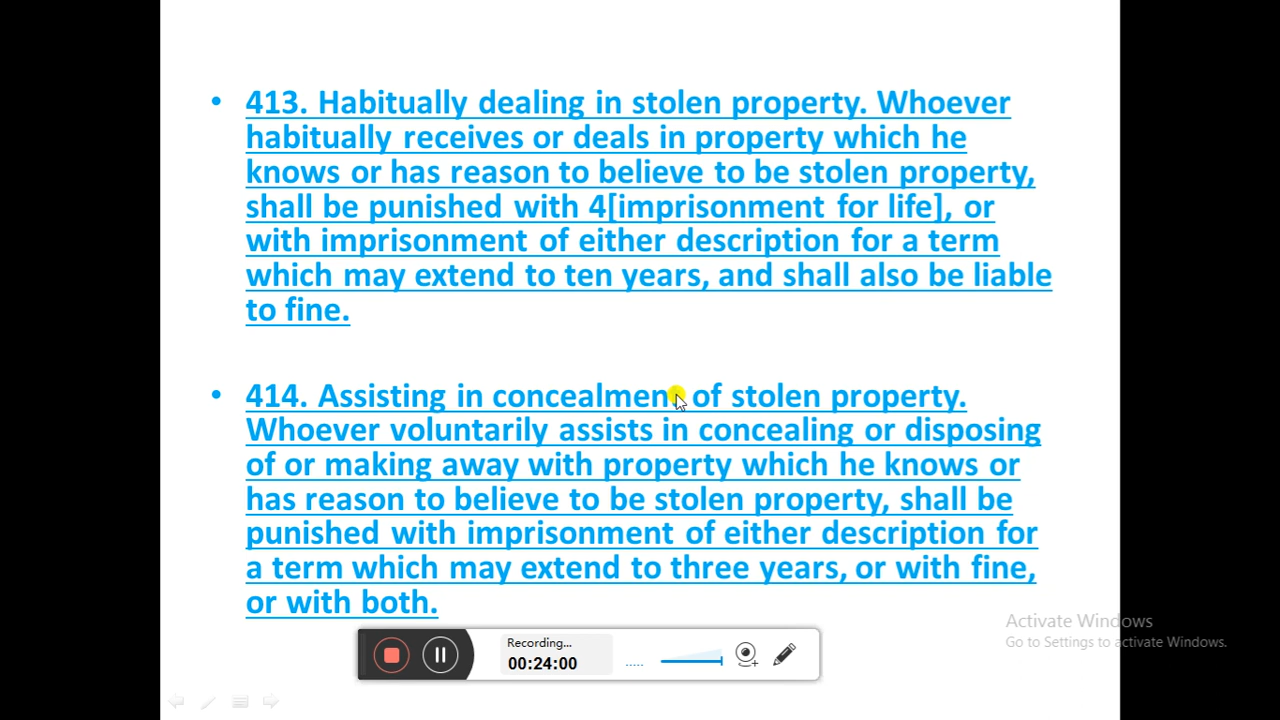 • 413. Habitually dealing in stolen property. Whoever
habitually receives or deals in property which he
knows or has reason to believe to be stolen property,
shall be punished with 4[imprisonment for life], or
with imprisonment of either description for a term
which may extend to ten years, and shall also be liable
to fine.
• 414. Assisting in concealment of stolen property.
Whoever voluntarily assists in concealing or disposing
of or making away with property which he knows or
has reason to believe to be stolen property, shall be
punished with imprisonment of either description for
a term which may extend to three years, or with fine,
or with both.
Activate Windows
Go to Settings to activate Windows.
Recording...
00:24:00